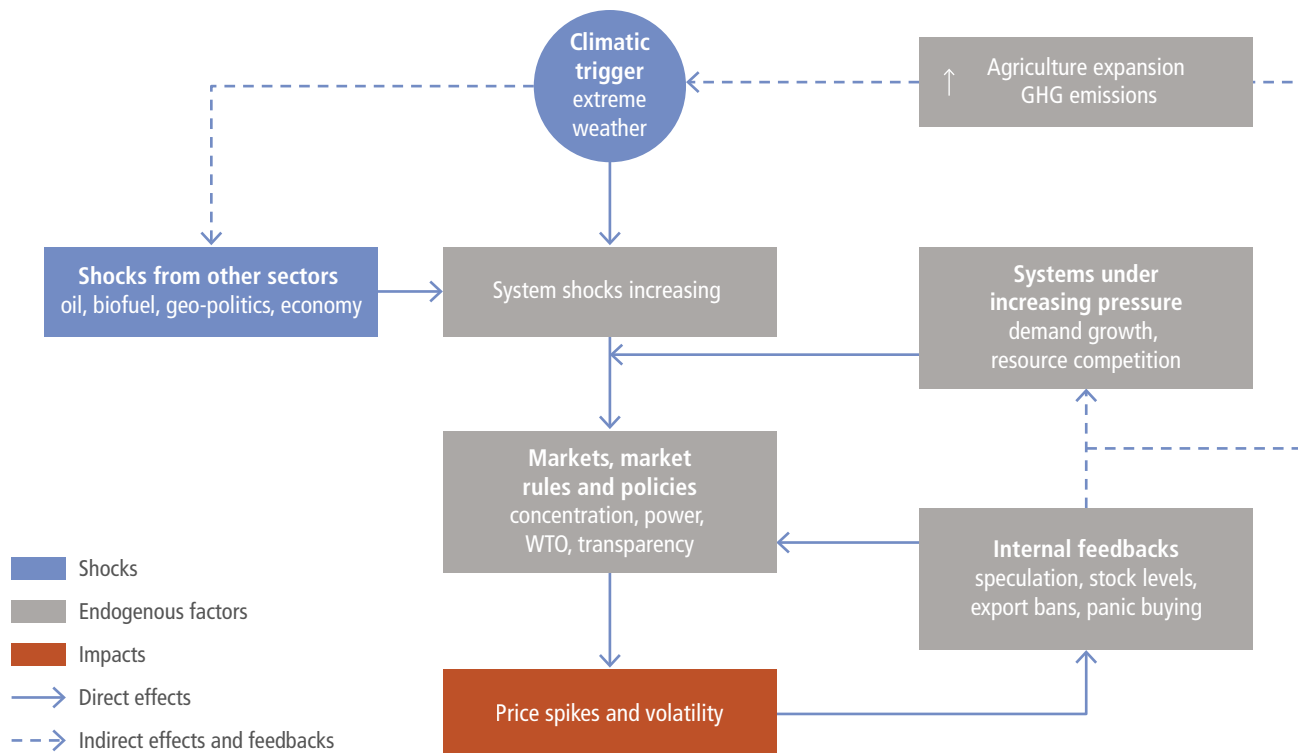 Climatic
trigger
extreme
weather
↑ Agriculture expansion
GHG emissions
Shocks from other sectors
oil, biofuel, geo-politics, economy
System shocks increasing
Systems under
increasing pressure
demand growth,
resource competition
Markets, market
rules and policies
concentration, power,
WTO, transparency
Internal feedbacks
speculation, stock levels,
export bans, panic buying
Price spikes and volatility
Shocks
Endogenous factors
Impacts
Direct effects
Indirect effects and feedbacks